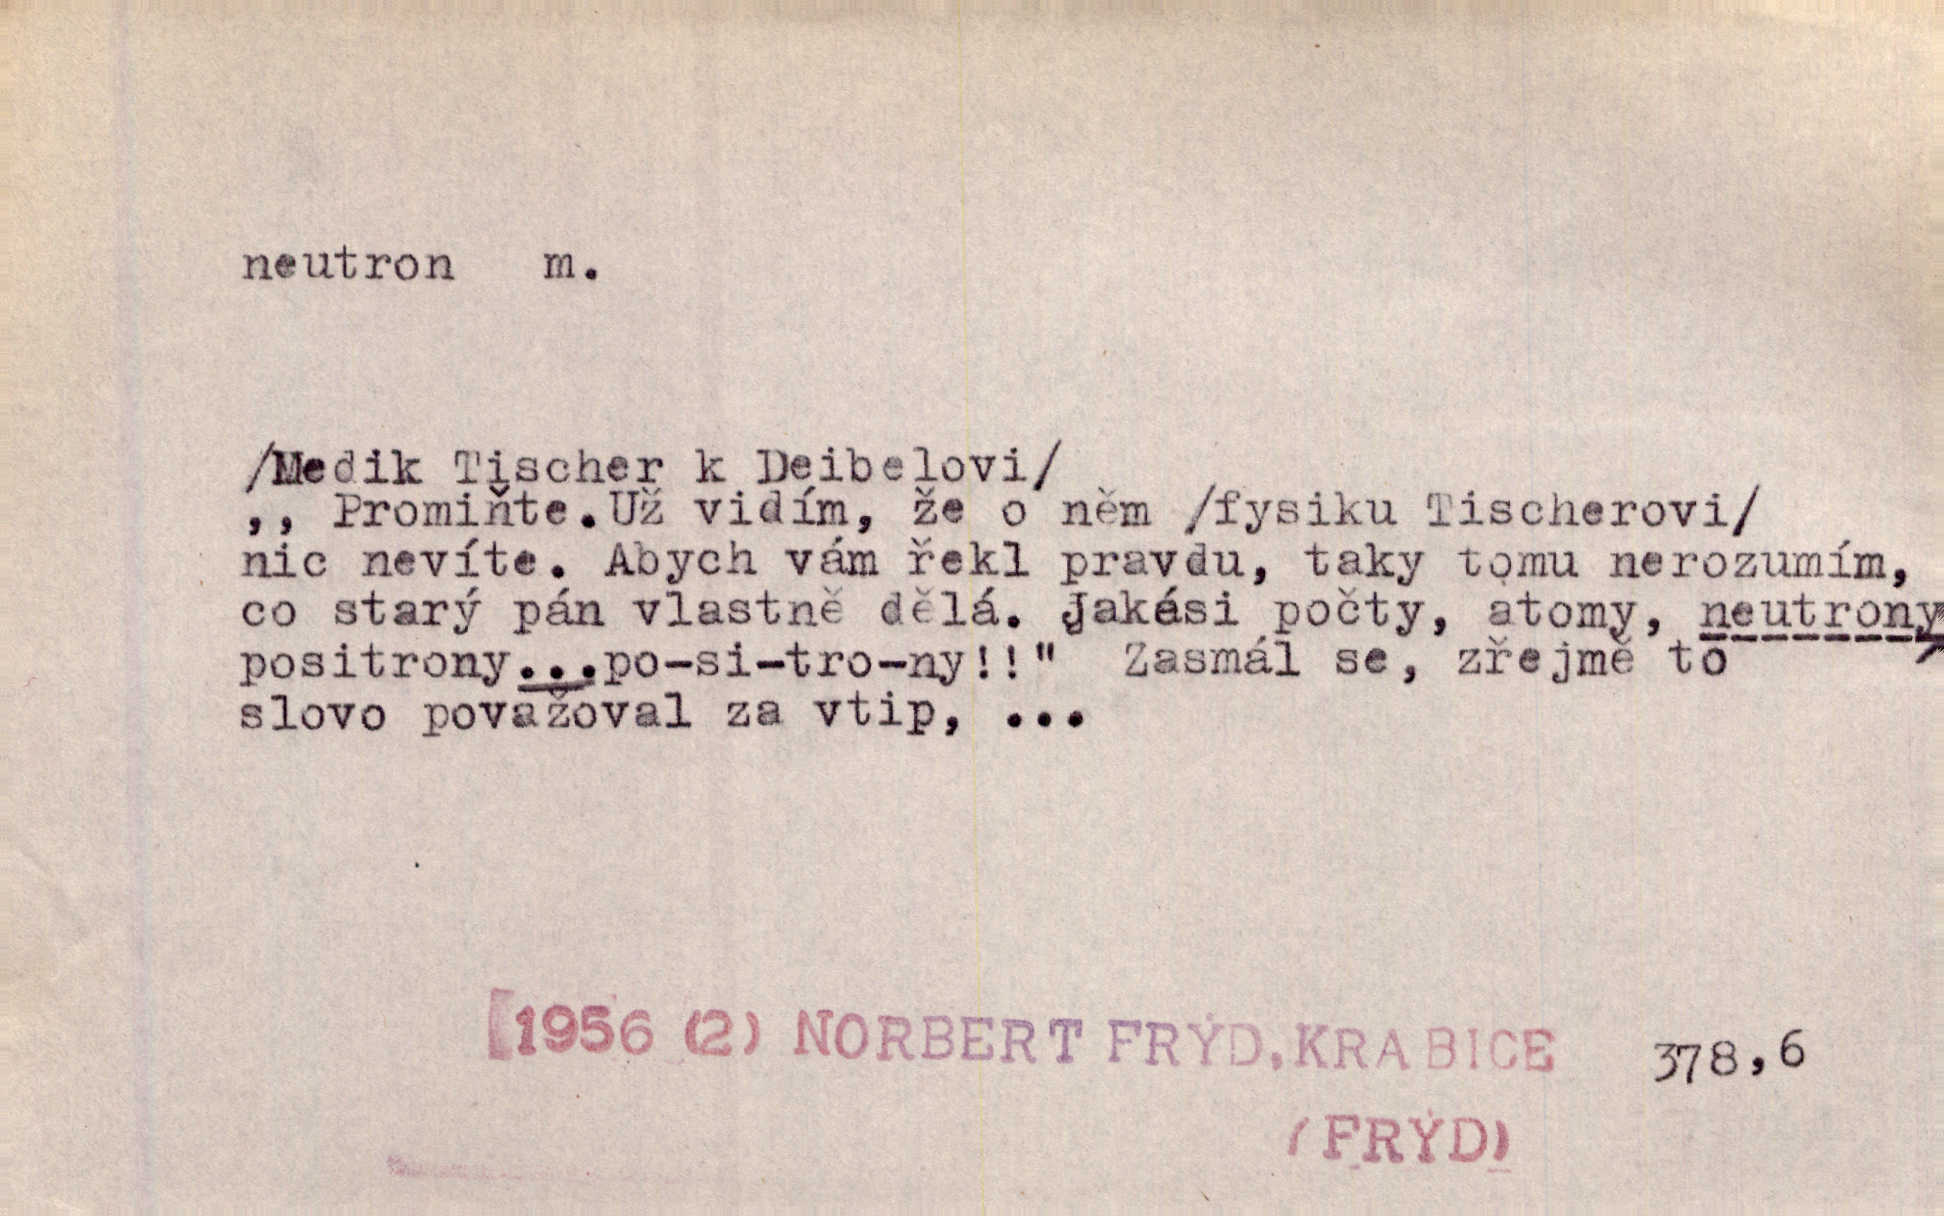 neutron   m.
/Medik Tischer k Deibelovi/
,, Promiňte.Už vidím, že o něm /fysiku Tischerovi/
nic nevíte. Abych vám řekl pravdu, taky tomu nerozumím,
co starý pán vlastně dělá. Jakási počty, atomy, neutrony,
positrony...po-si-tro-ny!!"  Zasmál se, zřejmě to
slovo považoval za vtip, ...
[1956 (2) NORBERT FRÝD, KRABICE 378,6
(FRÝD)